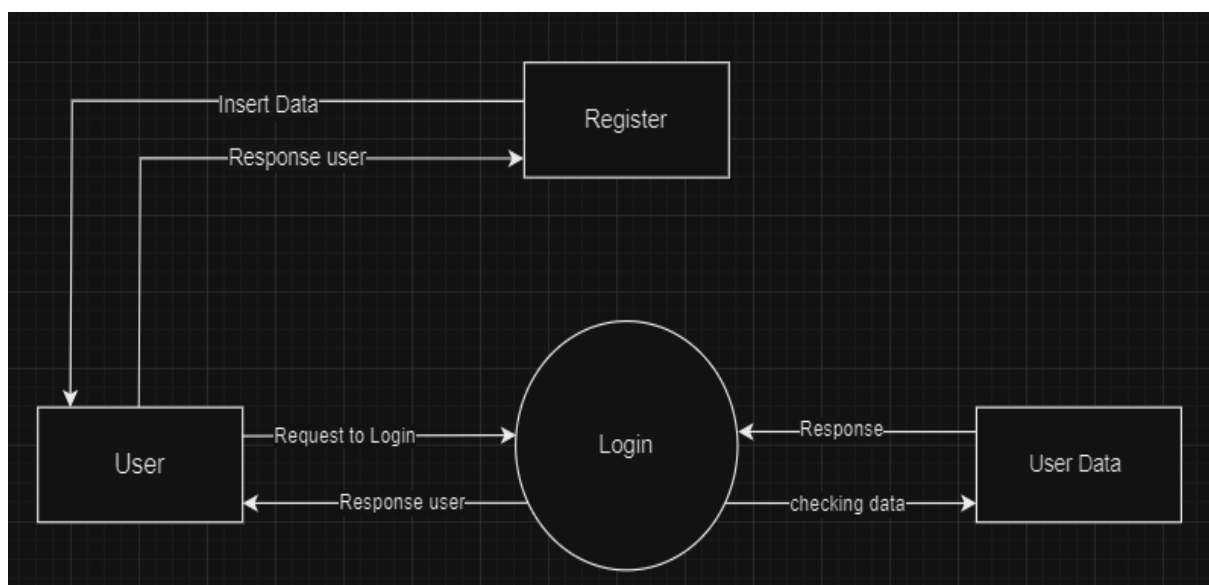 Insert Data
Register
Response user
User
Request to Login
Login
Response
User Data
Response user
checking data